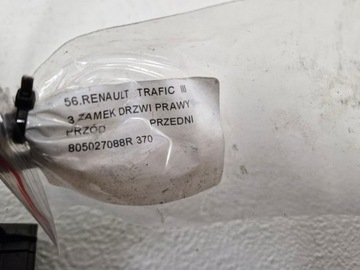 56.RENAULT TRAFIC III
3 ZAMEK DRZWI PRAWY
PRZÓD PRZEDNI
805027088R 370